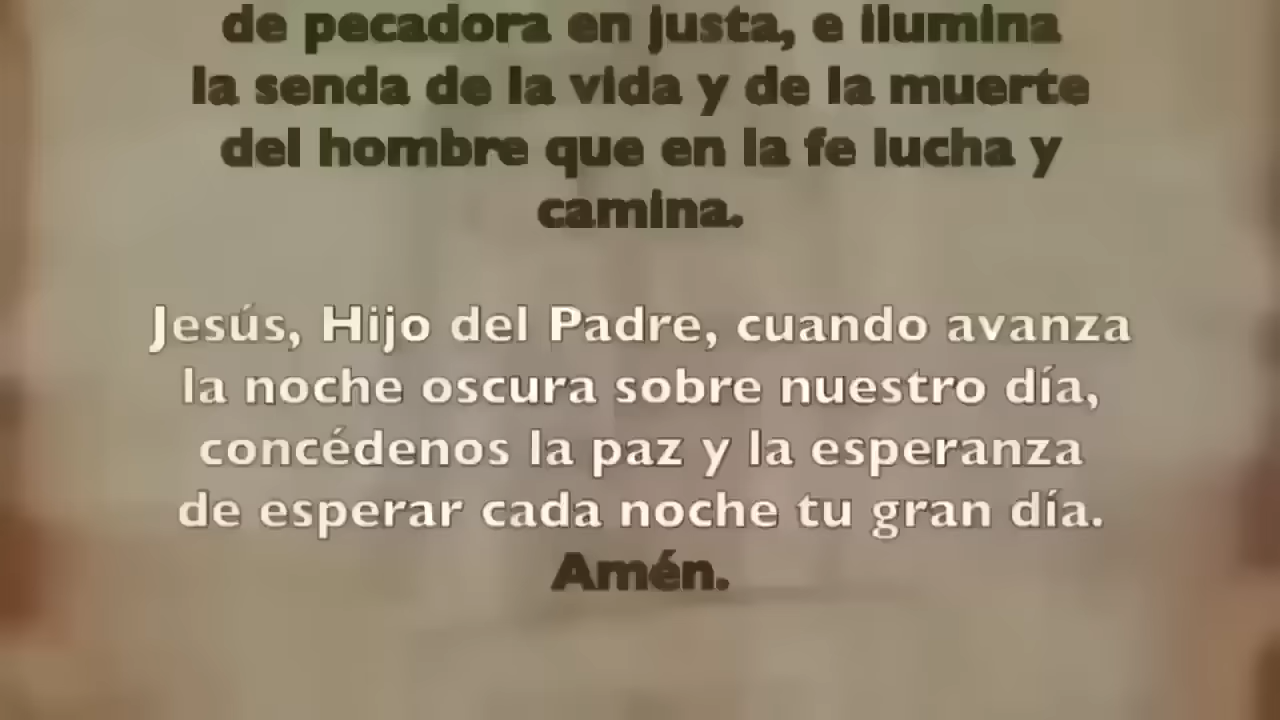 de pecadora en justa, e ilumina
la senda de la vida y de la muerte
del hombre que en la fe lucha y
camina.
Jesús, Hijo del Padre, cuando avanza
la noche oscura sobre nuestro día,
concédenos la paz y la esperanza
de esperar cada noche tu gran día.
Amén.